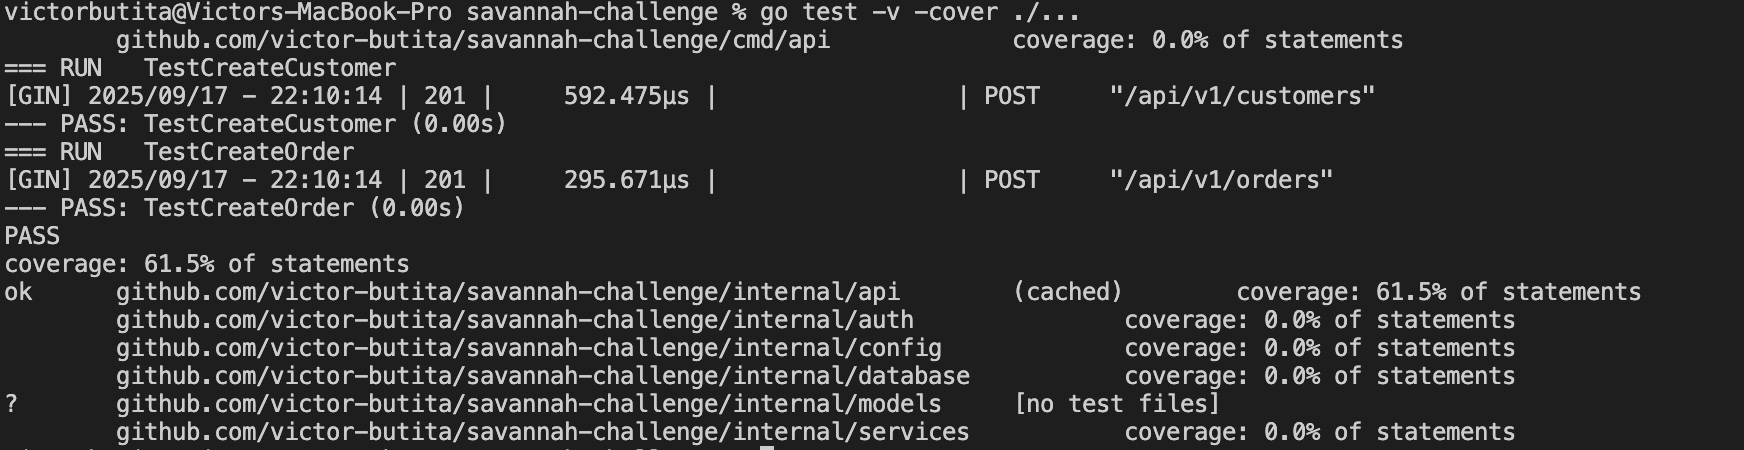 victorbutita@Victors-MacBook-Pro savannah-challenge % go test -v -cover ./...
github.com/victor-butita/savannah-challenge/cmd/api coverage: 0.0% of statements
=== RUN TestCreateCustomer
[GIN] 2025/09/17 - 22:10:14 | 201 | 592.475µs | | POST "/api/v1/customers"
--- PASS: TestCreateCustomer (0.00s)
=== RUN TestCreateOrder
[GIN] 2025/09/17 - 22:10:14 | 201 | 295.671µs | | POST "/api/v1/orders"
--- PASS: TestCreateOrder (0.00s)
PASS
coverage: 61.5% of statements
ok github.com/victor-butita/savannah-challenge/internal/api (cached) coverage: 61.5% of statements
github.com/victor-butita/savannah-challenge/internal/auth coverage: 0.0% of statements
github.com/victor-butita/savannah-challenge/internal/config coverage: 0.0% of statements
github.com/victor-butita/savannah-challenge/internal/database coverage: 0.0% of statements
? github.com/victor-butita/savannah-challenge/internal/models [no test files]
github.com/victor-butita/savannah-challenge/internal/services coverage: 0.0% of statements